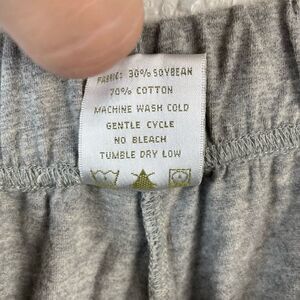 FABRIC: 30% SOYBEAN
70% COTTON
MACHINE WASH COLD
GENTLE CYCLE
NO BLEACH
TUMBLE DRY LOW